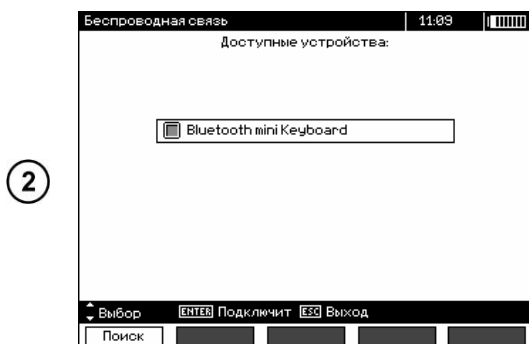 Беспроводная связь 11:09
Доступные устройства:
Bluetooth mini Keyboard
2
Выбор ENTER Подключит ESC Выход
Поиск